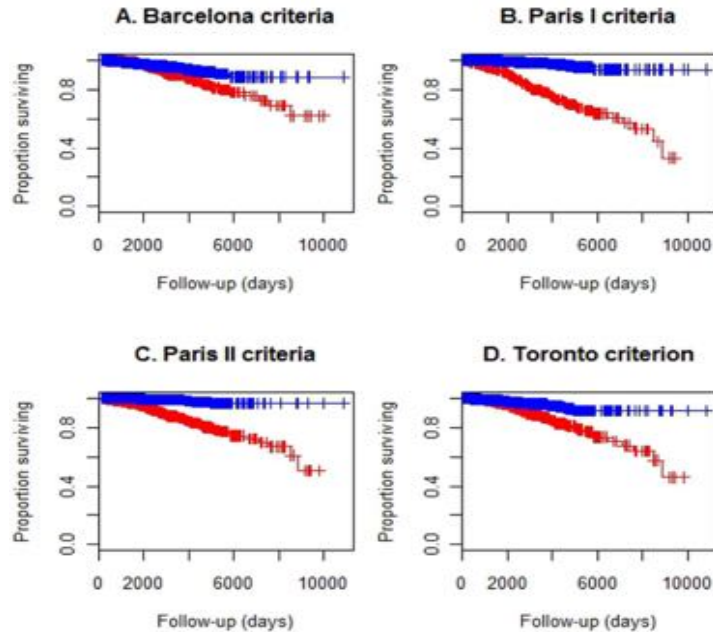 A. Barcelona criteria
Proportion surviving
0.0 0.4 0.8
0 2000 6000 10000
Follow-up (days)
B. Paris I criteria
Proportion surviving
0.0 0.4 0.8
0 2000 6000 10000
Follow-up (days)
C. Paris II criteria
Proportion surviving
0.0 0.4 0.8
0 2000 6000 10000
Follow-up (days)
D. Toronto criterion
Proportion surviving
0.0 0.4 0.8
0 2000 6000 10000
Follow-up (days)